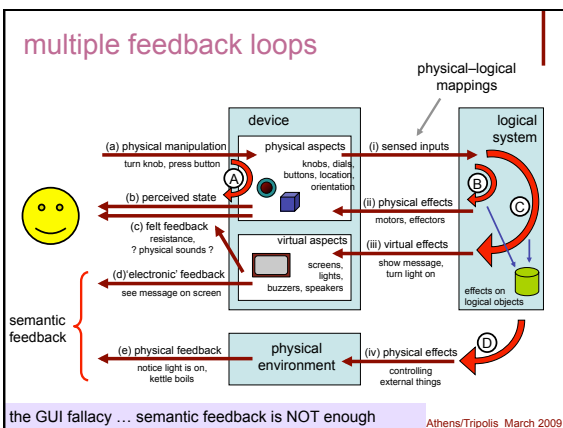 multiple feedback loops
physical–logical
mappings
device
logical
system
(a) physical manipulation
turn knob, press button
physical aspects
knobs, dials,
buttons, location,
orientation
(i) sensed inputs
A
B
C
(b) perceived state
(ii) physical effects
motors, effectors
(c) felt feedback
resistance,
? physical sounds ?
virtual aspects
screens,
lights,
buzzers, speakers
(iii) virtual effects
show message,
turn light on
(d)‘electronic’ feedback
see message on screen
effects on
logical objects
semantic
feedback
D
(e) physical feedback
notice light is on,
kettle boils
physical
environment
(iv) physical effects
controlling
external things
the GUI fallacy … semantic feedback is NOT enough
Athens/Tripolis March 2009